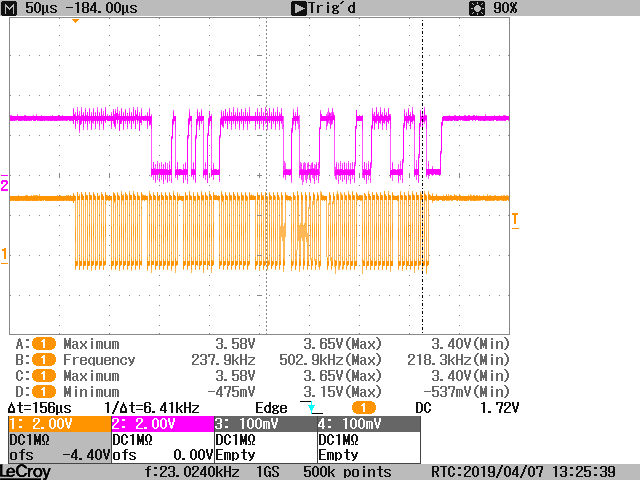 M 50µs -184.00µs Trig'd 90%
2
T
1
A: 1 Maximum 3.58V 3.65V(Max) 3.40V(Min)
B: 1 Frequency 237.9kHz 502.9kHz(Max) 218.3kHz(Min)
C: 1 Maximum 3.58V 3.65V(Max) 3.40V(Min)
D: 1 Minimum -475mV 3.15V(Max) -537mV(Min)
Δt=156µs 1/Δt=6.41kHz Edge 1 DC 1.72V
1: 2.00V 2: 2.00V 3: 100mV 4: 100mV
DC1MΩ DC1MΩ DC1MΩ DC1MΩ
ofs -4.40V ofs 0.00V Empty Empty
LeCroy f:23.0240kHz 1GS 500k points RTC:2019/04/07 13:25:39